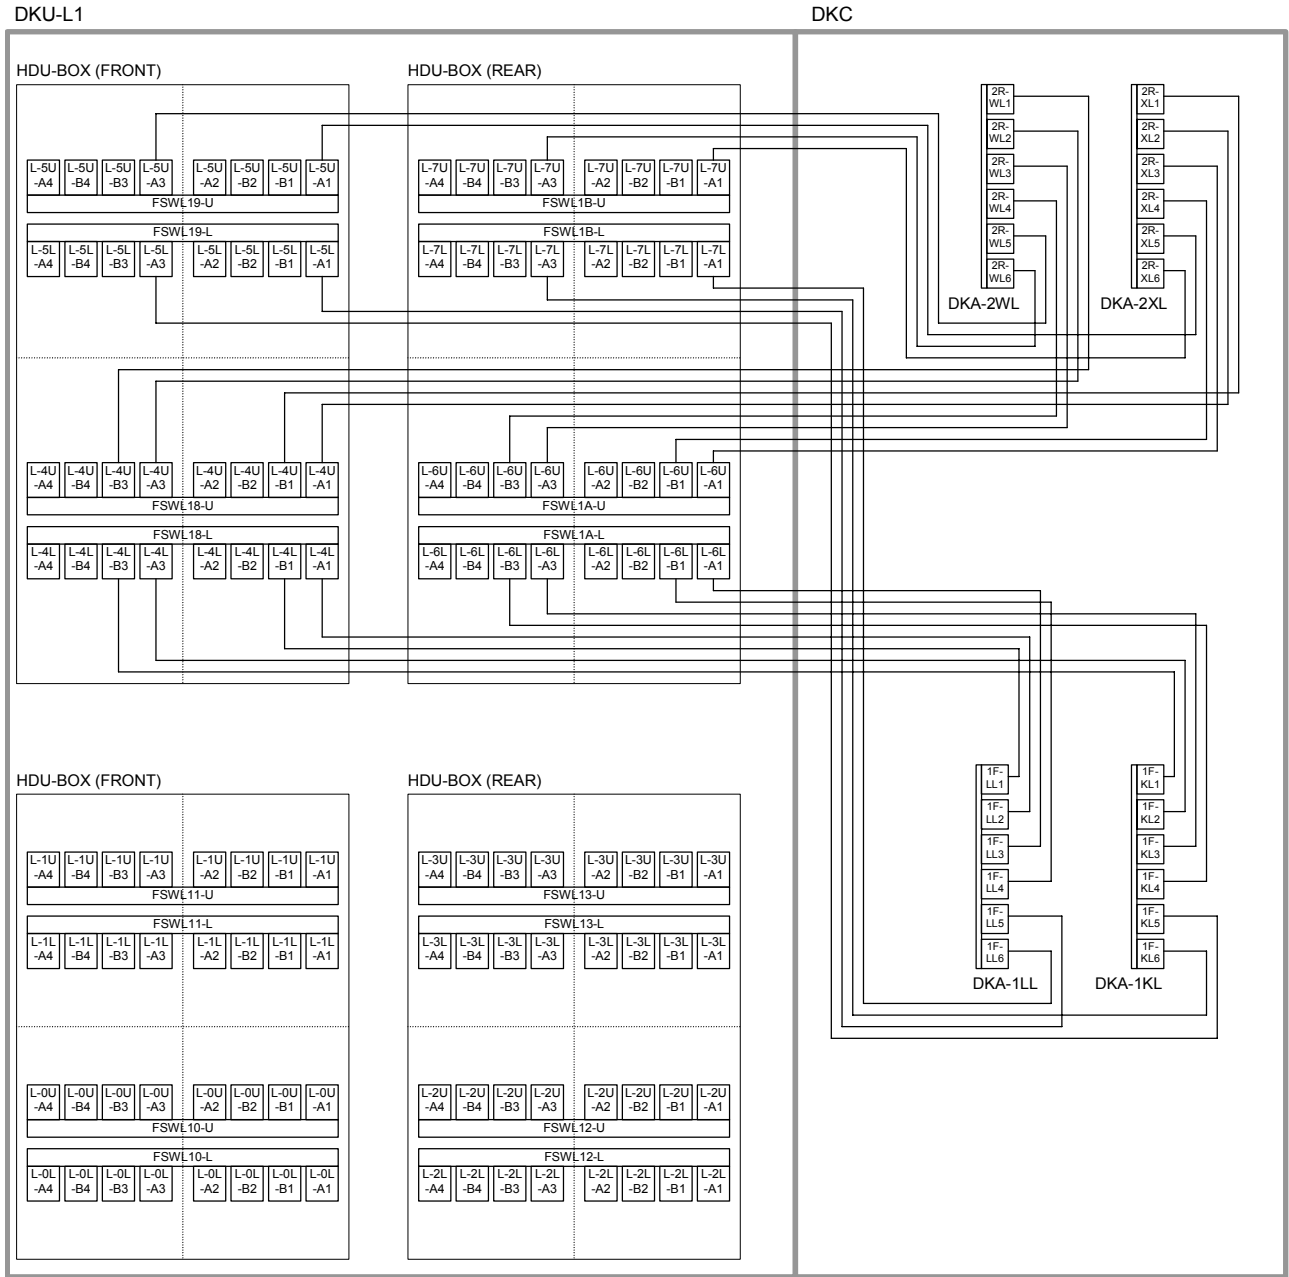 DKU-L1 DKC
HDU-BOX (FRONT) HDU-BOX (REAR)
2R- 2R-
WL1 XL1
2R- 2R-
WL2 XL2
2R- 2R-
WL3 XL3
2R- 2R-
WL4 XL4
2R- 2R-
WL5 XL5
2R- 2R-
WL6 XL6
DKA-2WL DKA-2XL
L-5U L-5U L-5U L-5U L-5U L-5U L-5U L-5U L-7U L-7U L-7U L-7U L-7U L-7U L-7U L-7U
-A4 -B4 -B3 -A3 -A2 -B2 -B1 -A1 -A4 -B4 -B3 -A3 -A2 -B2 -B1 -A1
FSWL19-U FSWL1B-U
FSWL19-L FSWL1B-L
L-5L L-5L L-5L L-5L L-5L L-5L L-5L L-5L L-7L L-7L L-7L L-7L L-7L L-7L L-7L L-7L
-A4 -B4 -B3 -A3 -A2 -B2 -B1 -A1 -A4 -B4 -B3 -A3 -A2 -B2 -B1 -A1
L-4U L-4U L-4U L-4U L-4U L-4U L-4U L-4U L-6U L-6U L-6U L-6U L-6U L-6U L-6U L-6U
-A4 -B4 -B3 -A3 -A2 -B2 -B1 -A1 -A4 -B4 -B3 -A3 -A2 -B2 -B1 -A1
FSWL18-U FSWL1A-U
FSWL18-L FSWL1A-L
L-4L L-4L L-4L L-4L L-4L L-4L L-4L L-4L L-6L L-6L L-6L L-6L L-6L L-6L L-6L L-6L
-A4 -B4 -B3 -A3 -A2 -B2 -B1 -A1 -A4 -B4 -B3 -A3 -A2 -B2 -B1 -A1
HDU-BOX (FRONT) HDU-BOX (REAR)
1F- 1F-
LL1 KL1
1F- 1F-
LL2 KL2
1F- 1F-
LL3 KL3
1F- 1F-
LL4 KL4
1F- 1F-
LL5 KL5
1F- 1F-
LL6 KL6
DKA-1LL DKA-1KL
L-1U L-1U L-1U L-1U L-1U L-1U L-1U L-1U L-3U L-3U L-3U L-3U L-3U L-3U L-3U L-3U
-A4 -B4 -B3 -A3 -A2 -B2 -B1 -A1 -A4 -B4 -B3 -A3 -A2 -B2 -B1 -A1
FSWL11-U FSWL13-U
FSWL11-L FSWL13-L
L-1L L-1L L-1L L-1L L-1L L-1L L-1L L-1L L-3L L-3L L-3L L-3L L-3L L-3L L-3L L-3L
-A4 -B4 -B3 -A3 -A2 -B2 -B1 -A1 -A4 -B4 -B3 -A3 -A2 -B2 -B1 -A1
L-0U L-0U L-0U L-0U L-0U L-0U L-0U L-0U L-2U L-2U L-2U L-2U L-2U L-2U L-2U L-2U
-A4 -B4 -B3 -A3 -A2 -B2 -B1 -A1 -A4 -B4 -B3 -A3 -A2 -B2 -B1 -A1
FSWL10-U FSWL12-U
FSWL10-L FSWL12-L
L-0L L-0L L-0L L-0L L-0L L-0L L-0L L-0L L-2L L-2L L-2L L-2L L-2L L-2L L-2L L-2L
-A4 -B4 -B3 -A3 -A2 -B2 -B1 -A1 -A4 -B4 -B3 -A3 -A2 -B2 -B1 -A1